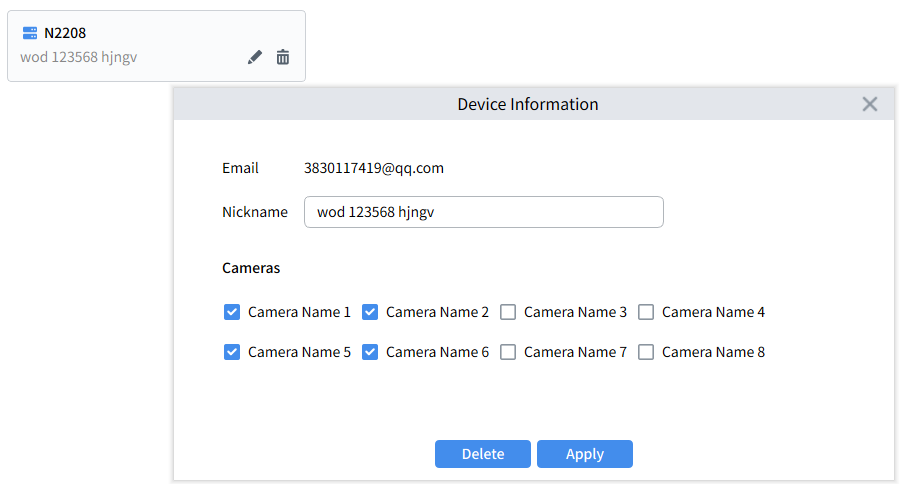 N2208
wod 123568 hjngv
Device Information
Email 3830117419@qq.com
Nickname wod 123568 hjngv
Cameras
Camera Name 1 Camera Name 2 Camera Name 3 Camera Name 4
Camera Name 5 Camera Name 6 Camera Name 7 Camera Name 8
Delete Apply